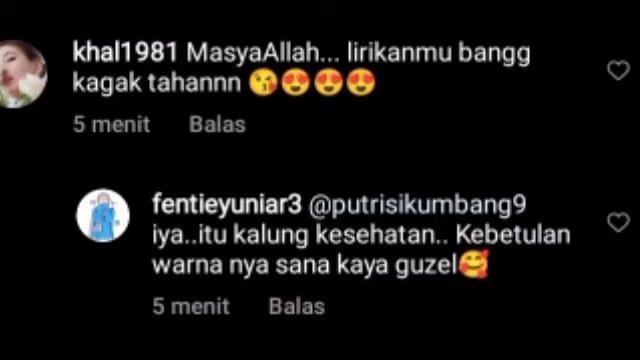 khal1981 MasyaAllah... lirikanmu bangg
kagak tahannn 😘😍😍😍
5 menit Balas
fentieyuniar3 @putrisikumbang9
iya..itu kalung kesehatan.. Kebetulan
warna nya sana kaya guzel🥰
5 menit Balas